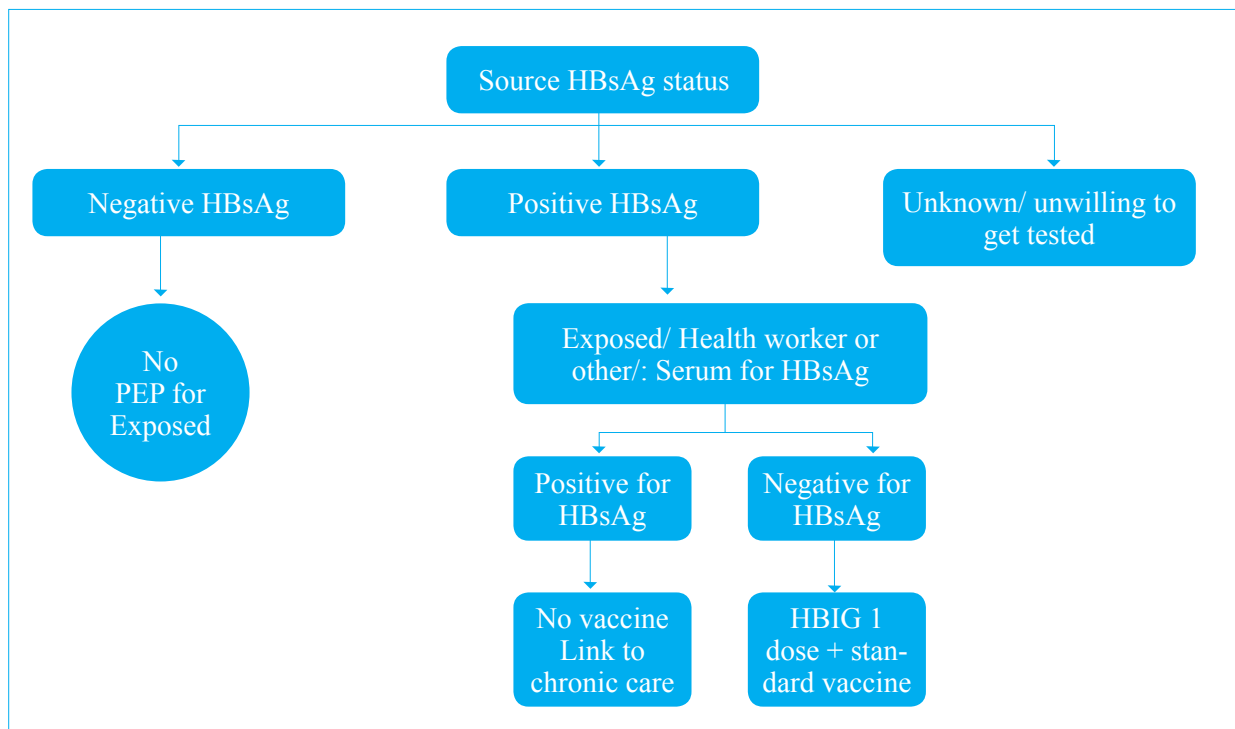 Source HBsAg status
Negative HBsAg
Positive HBsAg
Unknown/ unwilling to
get tested
No
PEP for
Exposed
Exposed/ Health worker or
other/: Serum for HBsAg
Positive for
HBsAg
Negative for
HBsAg
No vaccine
Link to
chronic care
HBIG 1
dose + stan-
dard vaccine